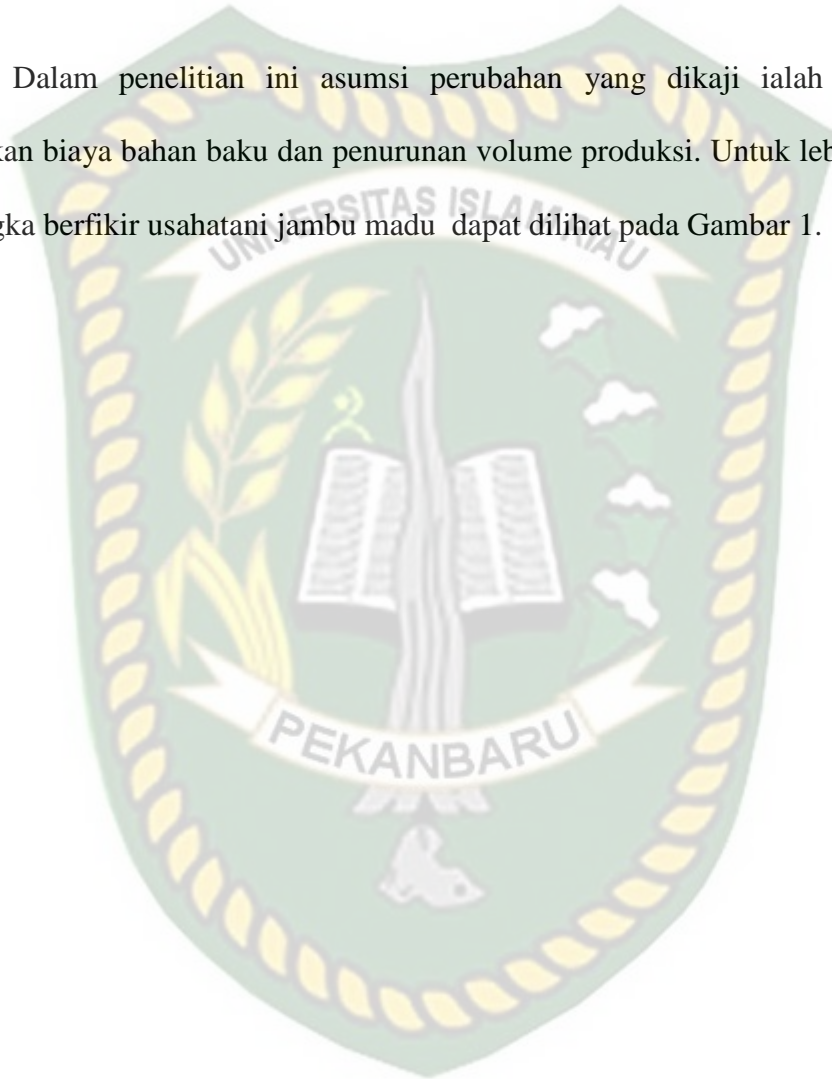 Dalam penelitian ini asumsi perubahan yang dikaji ialah
kan biaya bahan baku dan penurunan volume produksi. Untuk leb
gka berfikir usahatani jambu madu dapat dilihat pada Gambar 1.
UNIVERSITAS ISLAM RIAU
PEKANBARU